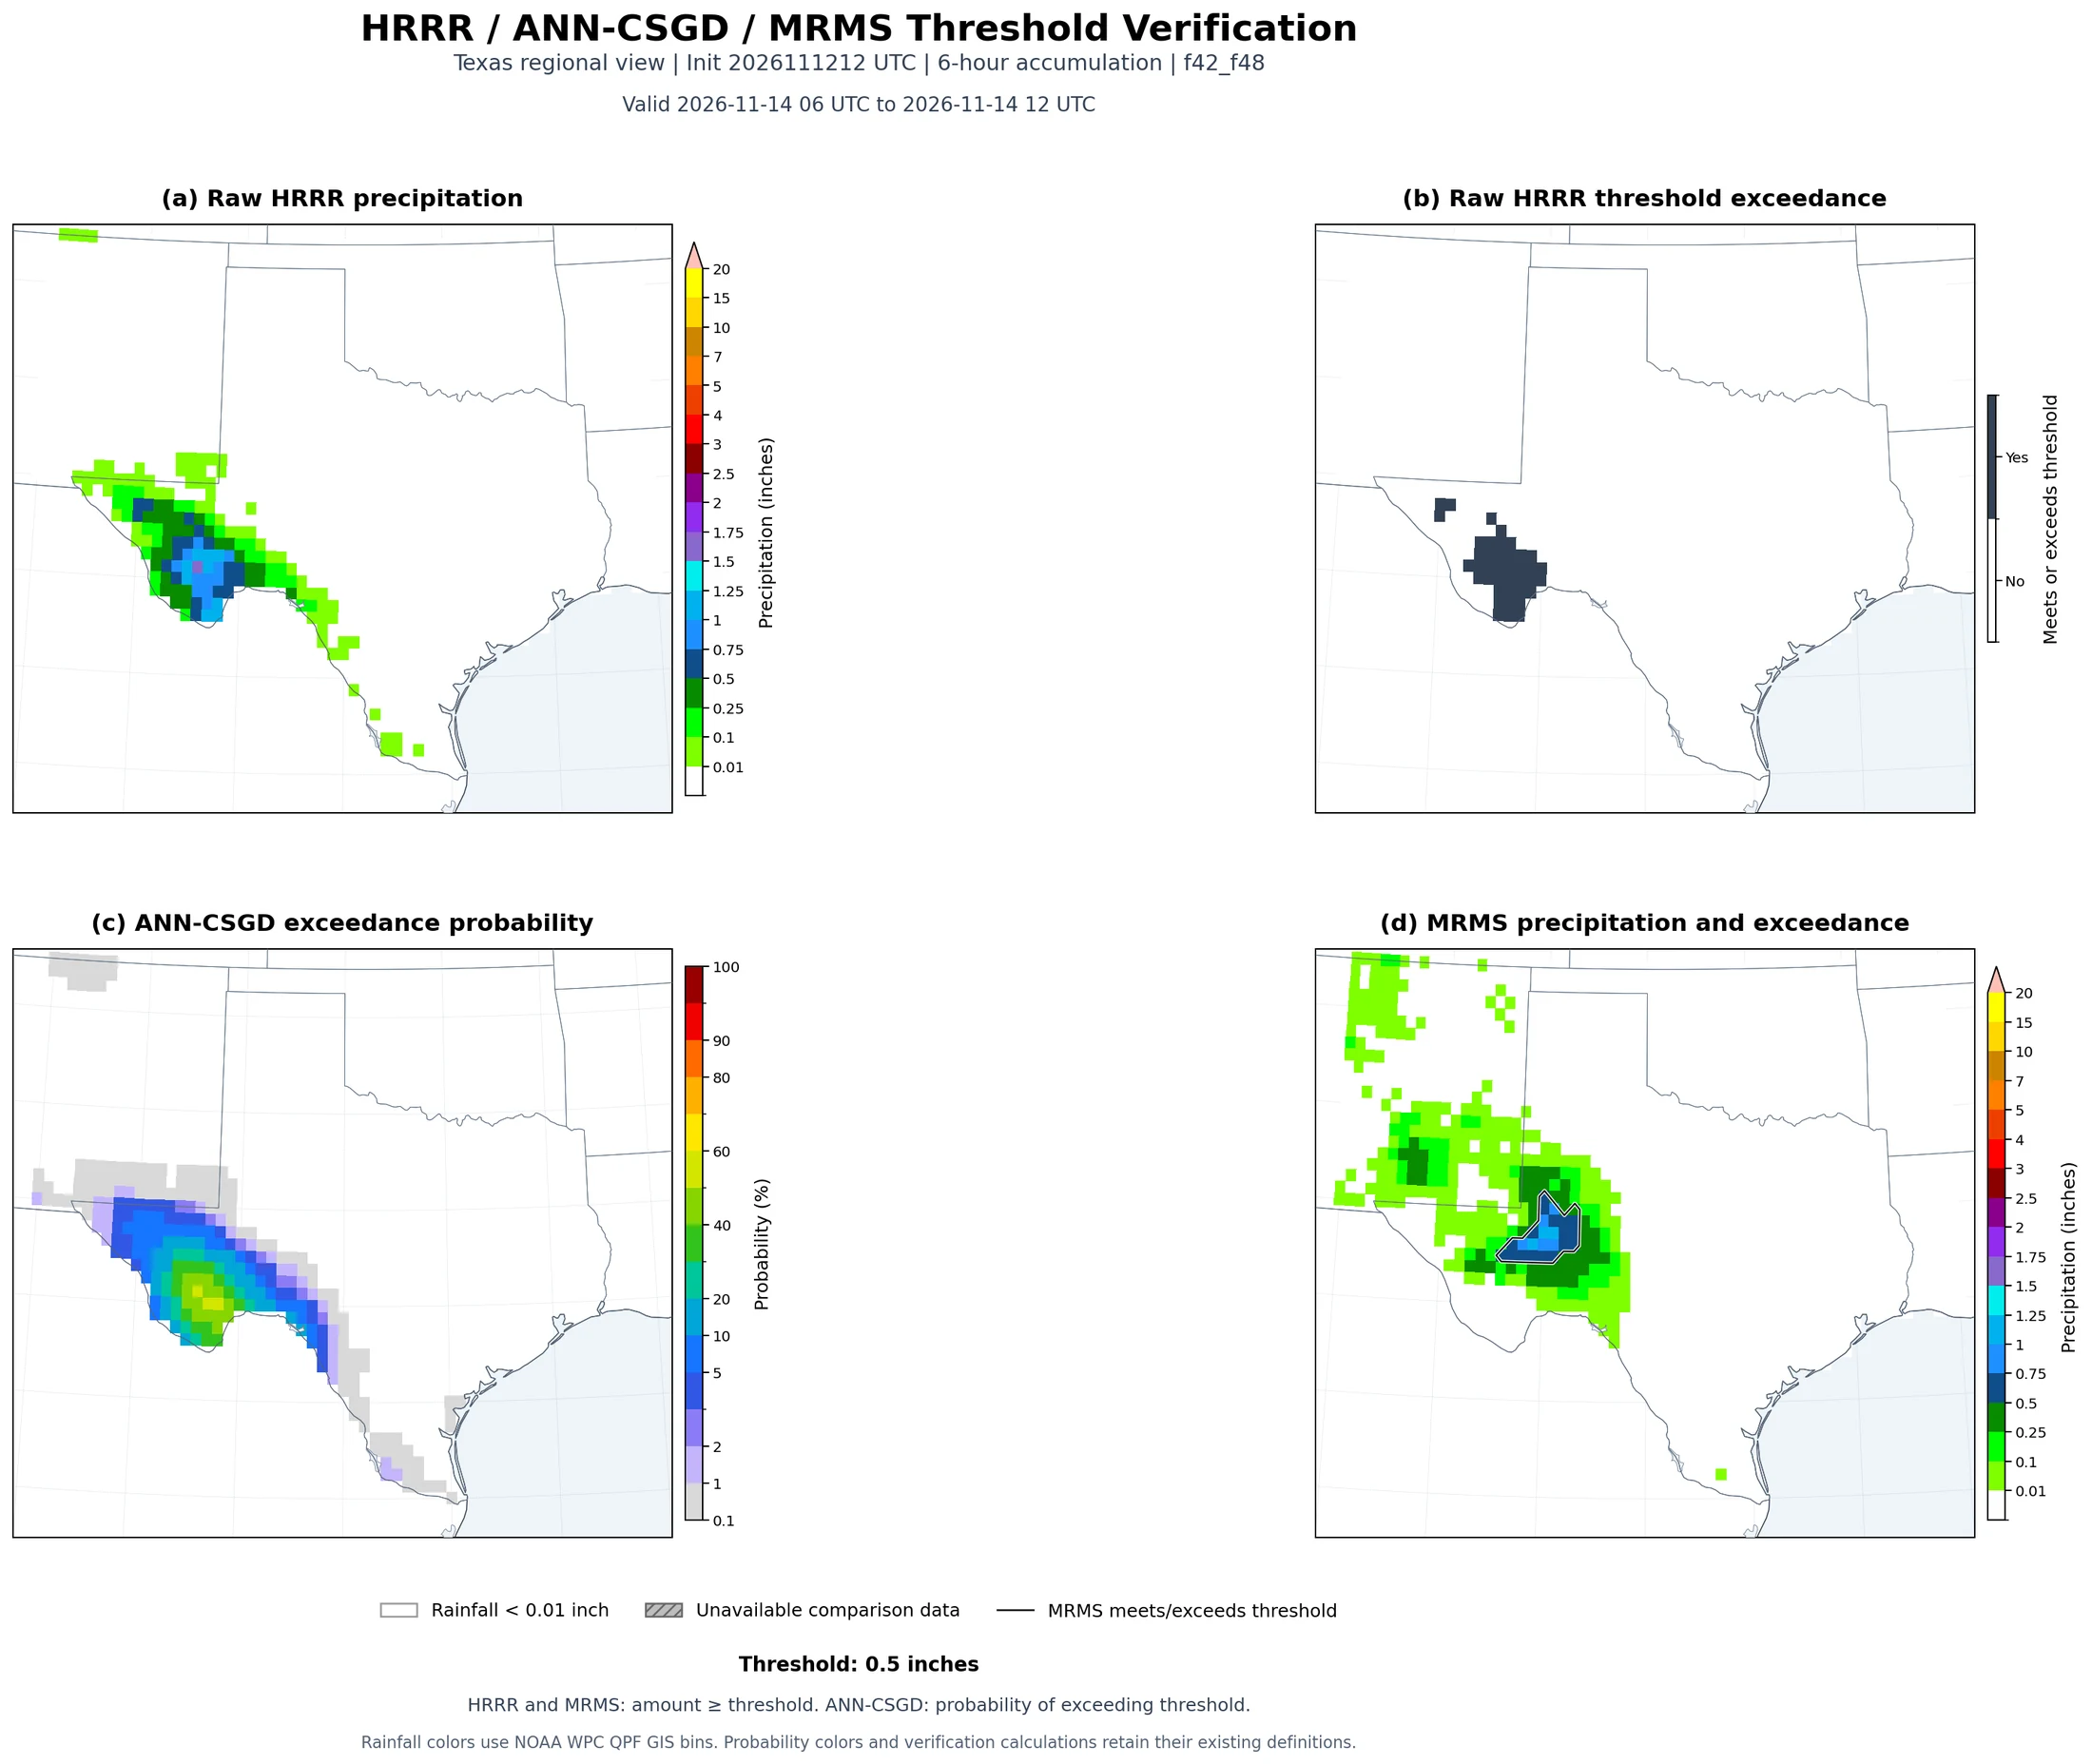 HRRR / ANN-CSGD / MRMS Threshold Verification
Texas regional view | Init 2026111212 UTC | 6-hour accumulation | f42_f48
Valid 2026-11-14 06 UTC to 2026-11-14 12 UTC
(a) Raw HRRR precipitation
20
15
10
7
5
4
3
2.5
2
1.75
1.5
1.25
1
0.75
0.5
0.25
0.1
0.01
Precipitation (inches)
(b) Raw HRRR threshold exceedance
Yes
No
Meets or exceeds threshold
(c) ANN-CSGD exceedance probability
100
90
80
60
40
20
10
5
2
1
0.1
Probability (%)
(d) MRMS precipitation and exceedance
20
15
10
7
5
4
3
2.5
2
1.75
1.5
1.25
1
0.75
0.5
0.25
0.1
0.01
Precipitation (inches)
Rainfall < 0.01 inch
Unavailable comparison data
MRMS meets/exceeds threshold
Threshold: 0.5 inches
HRRR and MRMS: amount ≥ threshold. ANN-CSGD: probability of exceeding threshold.
Rainfall colors use NOAA WPC QPF GIS bins. Probability colors and verification calculations retain their existing definitions.